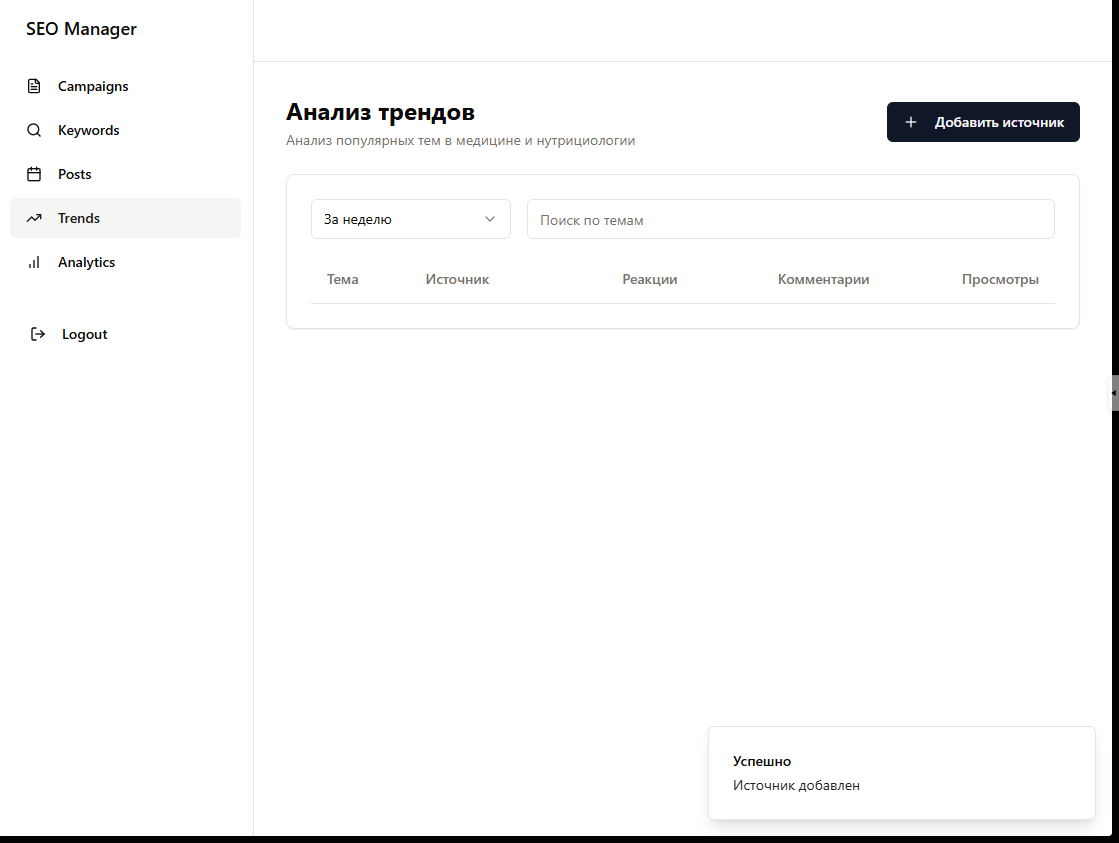 SEO Manager
Campaigns
Keywords
Posts
Trends
Analytics
Logout
Анализ трендов
Анализ популярных тем в медицине и нутрициологии
Добавить источник
За неделю
Поиск по темам
Тема Источник Реакции Комментарии Просмотры
Успешно
Источник добавлен